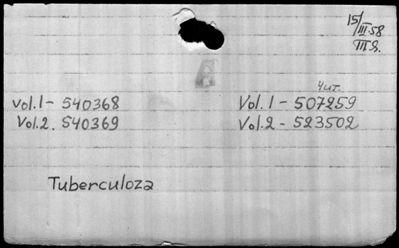 15/III-58
Чит.
Vol.1 - 540368
Vol.2. 540369
Vol.1 - 507259
Vol.2 - 523502
Tuberculoza